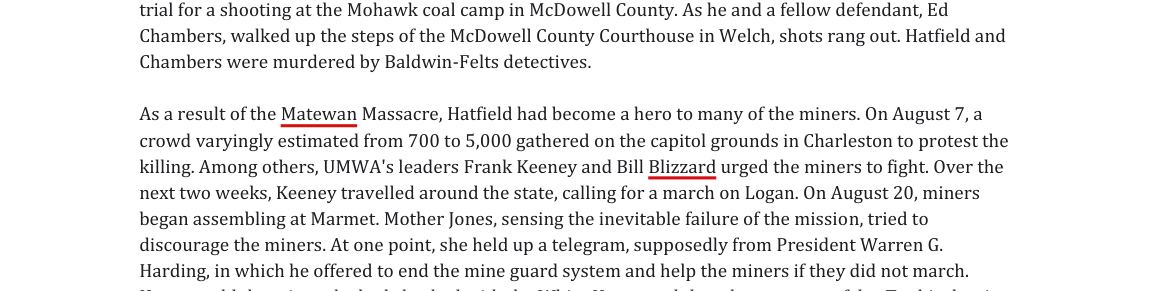 trial for a shooting at the Mohawk coal camp in McDowell County. As he and a fellow defendant, Ed
Chambers, walked up the steps of the McDowell County Courthouse in Welch, shots rang out. Hatfield and
Chambers were murdered by Baldwin-Felts detectives.
As a result of the Matewan Massacre, Hatfield had become a hero to many of the miners. On August 7, a
crowd varyingly estimated from 700 to 5,000 gathered on the capitol grounds in Charleston to protest the
killing. Among others, UMWA's leaders Frank Keeney and Bill Blizzard urged the miners to fight. Over the
next two weeks, Keeney travelled around the state, calling for a march on Logan. On August 20, miners
began assembling at Marmet. Mother Jones, sensing the inevitable failure of the mission, tried to
discourage the miners. At one point, she held up a telegram, supposedly from President Warren G.
Harding, in which he offered to end the mine guard system and help the miners if they did not march.